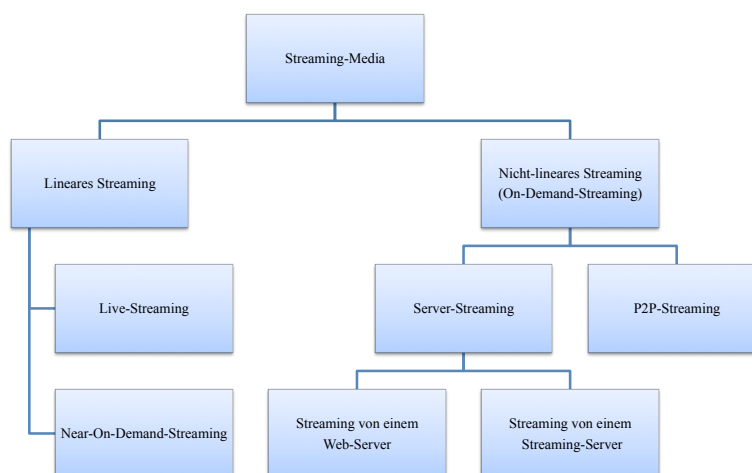 Streaming-Media
Lineares Streaming
Nicht-lineares Streaming
(On-Demand-Streaming)
Live-Streaming
Server-Streaming
P2P-Streaming
Near-On-Demand-Streaming
Streaming von einem
Web-Server
Streaming von einem
Streaming-Server